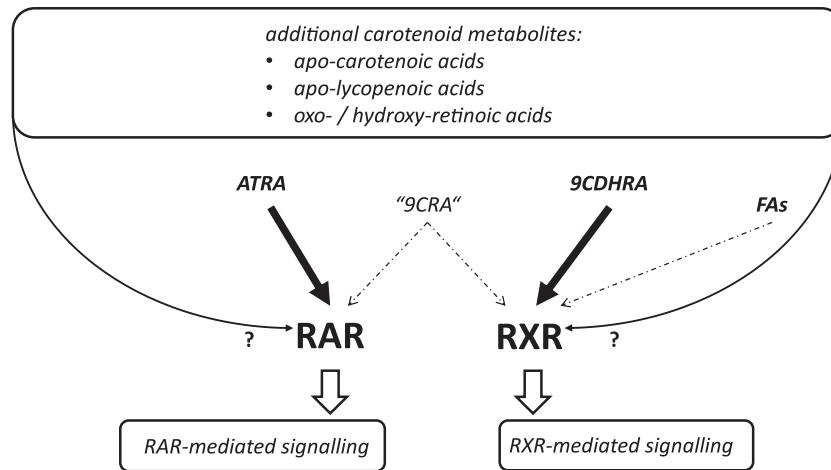 additional carotenoid metabolites:
• apo-carotenoic acids
• apo-lycopenoic acids
• oxo- / hydroxy-retinoic acids
ATRA
“9CRA“
9CDHRA
FAs
?
RAR
RXR
?
RAR-mediated signalling
RXR-mediated signalling